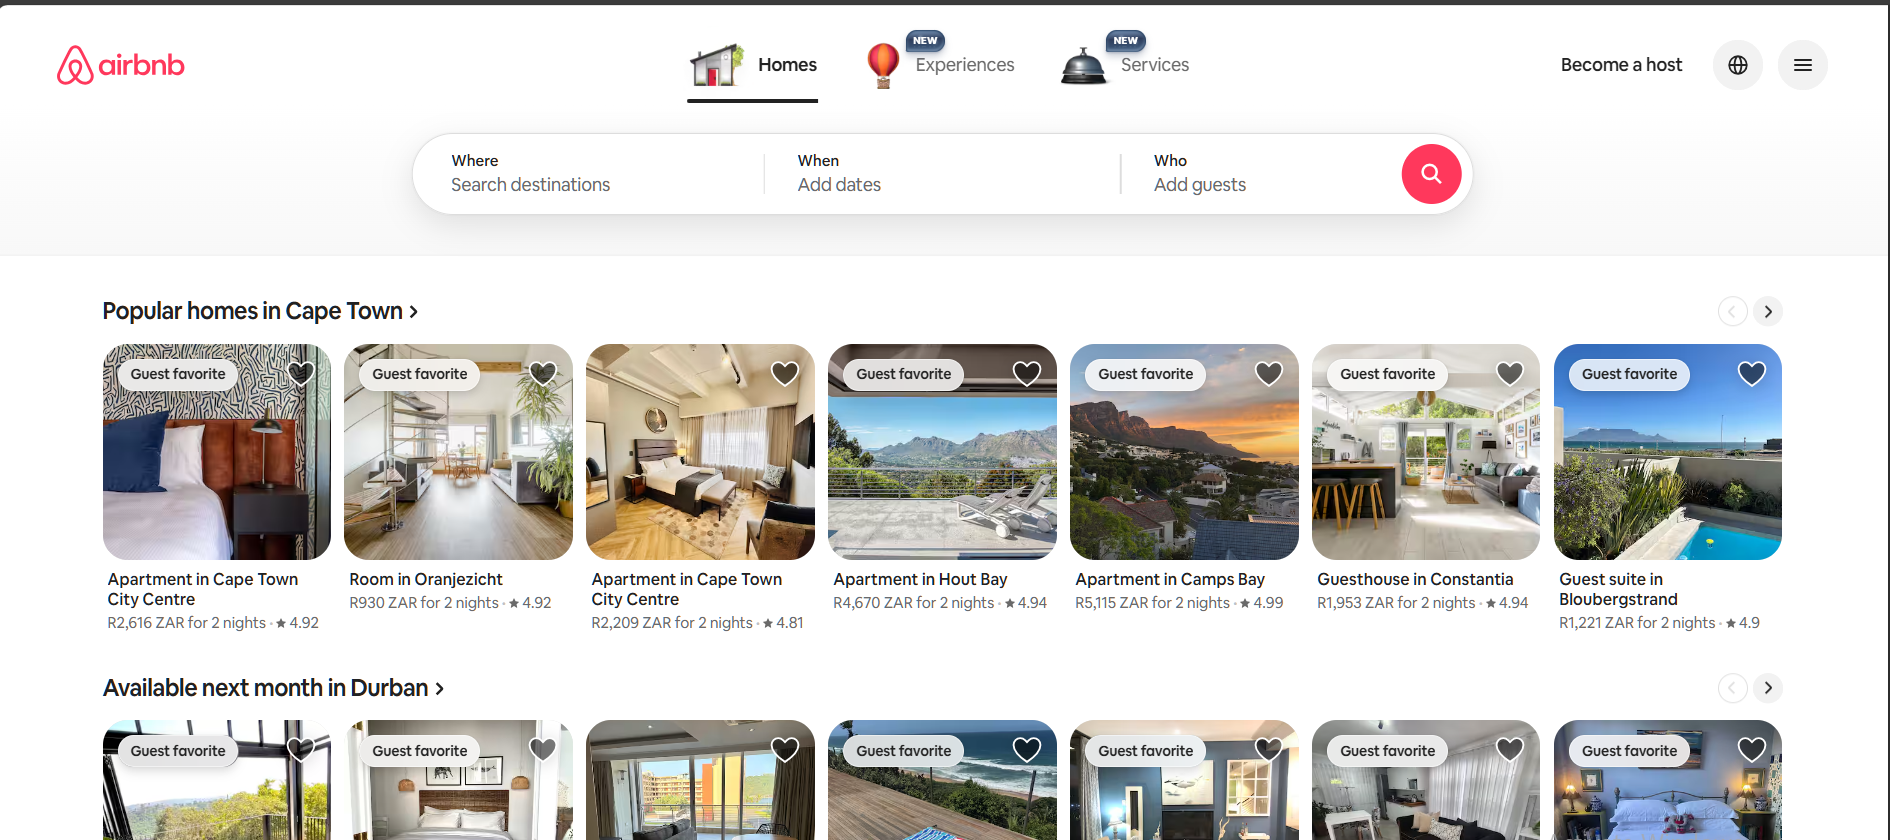 airbnb
Homes
NEW
Experiences
NEW
Services
Become a host
Where
Search destinations
When
Add dates
Who
Add guests
Popular homes in Cape Town
Guest favorite
Guest favorite
Guest favorite
Guest favorite
Guest favorite
Guest favorite
Guest favorite
Apartment in Cape Town
City Centre
R2,616 ZAR for 2 nights · ★ 4.92
Room in Oranjezicht
R930 ZAR for 2 nights · ★ 4.92
Apartment in Cape Town
City Centre
R2,209 ZAR for 2 nights · ★ 4.81
Apartment in Hout Bay
R4,670 ZAR for 2 nights · ★ 4.94
Apartment in Camps Bay
R5,115 ZAR for 2 nights · ★ 4.99
Guesthouse in Constantia
R1,953 ZAR for 2 nights · ★ 4.94
Guest suite in
Bloubergstrand
R1,221 ZAR for 2 nights · ★ 4.9
Available next month in Durban
Guest favorite
Guest favorite
Guest favorite
Guest favorite
Guest favorite
Guest favorite